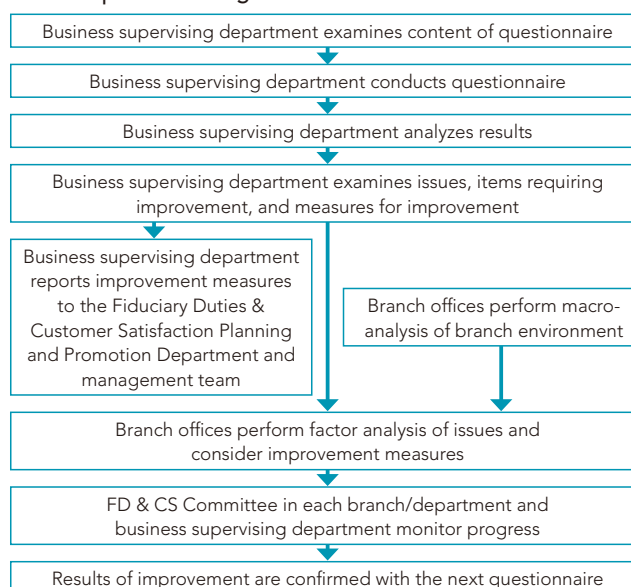 Business supervising department examines content of questionnaire
Business supervising department conducts questionnaire
Business supervising department analyzes results
Business supervising department examines issues, items requiring
improvement, and measures for improvement
Business supervising department
reports improvement measures
to the Fiduciary Duties &
Customer Satisfaction Planning
and Promotion Department and
management team
Branch offices perform macro-
analysis of branch environment
Branch offices perform factor analysis of issues and
consider improvement measures
FD & CS Committee in each branch/department and
business supervising department monitor progress
Results of improvement are confirmed with the next questionnaire